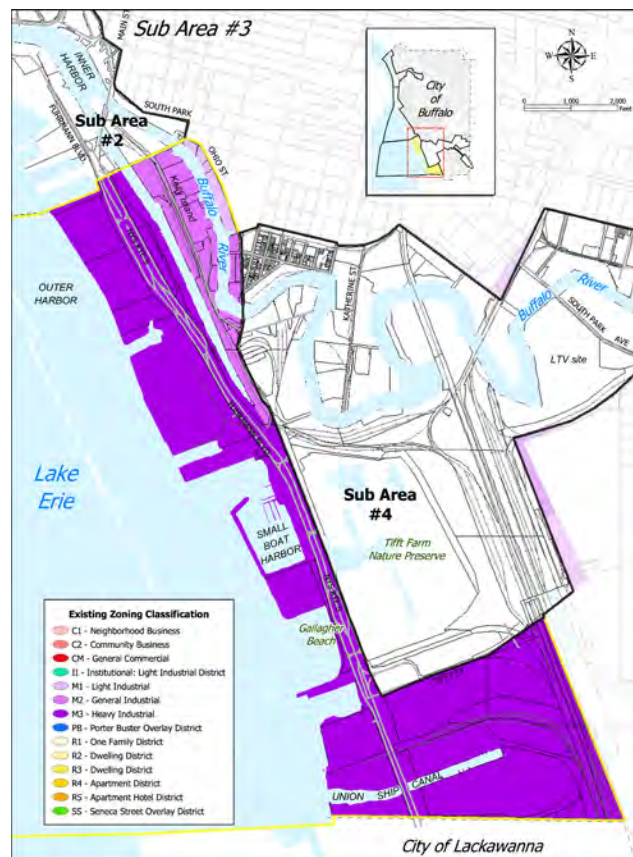 Sub Area #3
MAIN ST
INNER
HARBOR
FUHRMANN BLVD
SOUTH PARK
Sub Area
#2
OHIO ST
Kelly Island
Buffalo
River
City
of
Buffalo
N
W E
S
0 1,000 2,000
Feet
OUTER
HARBOR
KATHERINE ST
Buffalo River
SOUTH PARK AVE
LTV site
Lake
Erie
SMALL
BOAT
HARBOR
Sub Area
#4
Tifft Farm
Nature Preserve
Gallagher
Beach
Existing Zoning Classification
C1 - Neighborhood Business
C2 - Community Business
CM - General Commercial
I1 - Institutional: Light Industrial District
M1 - Light Industrial
M2 - General Industrial
M3 - Heavy Industrial
PB - Porter Buster Overlay District
R1 - One Family District
R2 - Dwelling District
R3 - Dwelling District
R4 - Apartment District
R5 - Apartment Hotel District
SS - Seneca Street Overlay District
UNION SHIP CANAL
City of Lackawanna